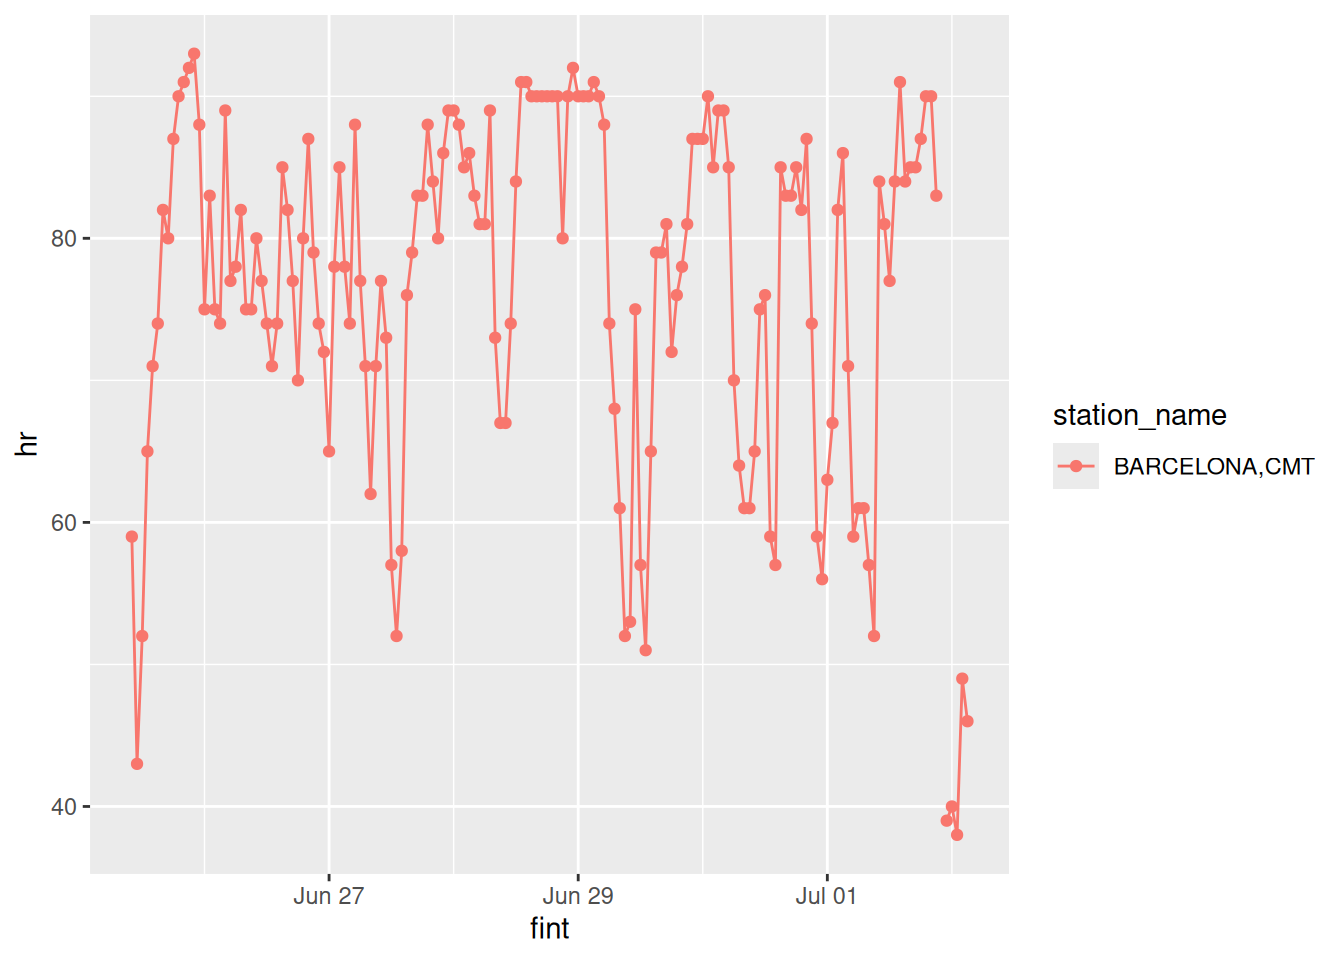 hr
80
60
40
Jun 27
Jun 29
Jul 01
fint
station_name
BARCELONA,CMT